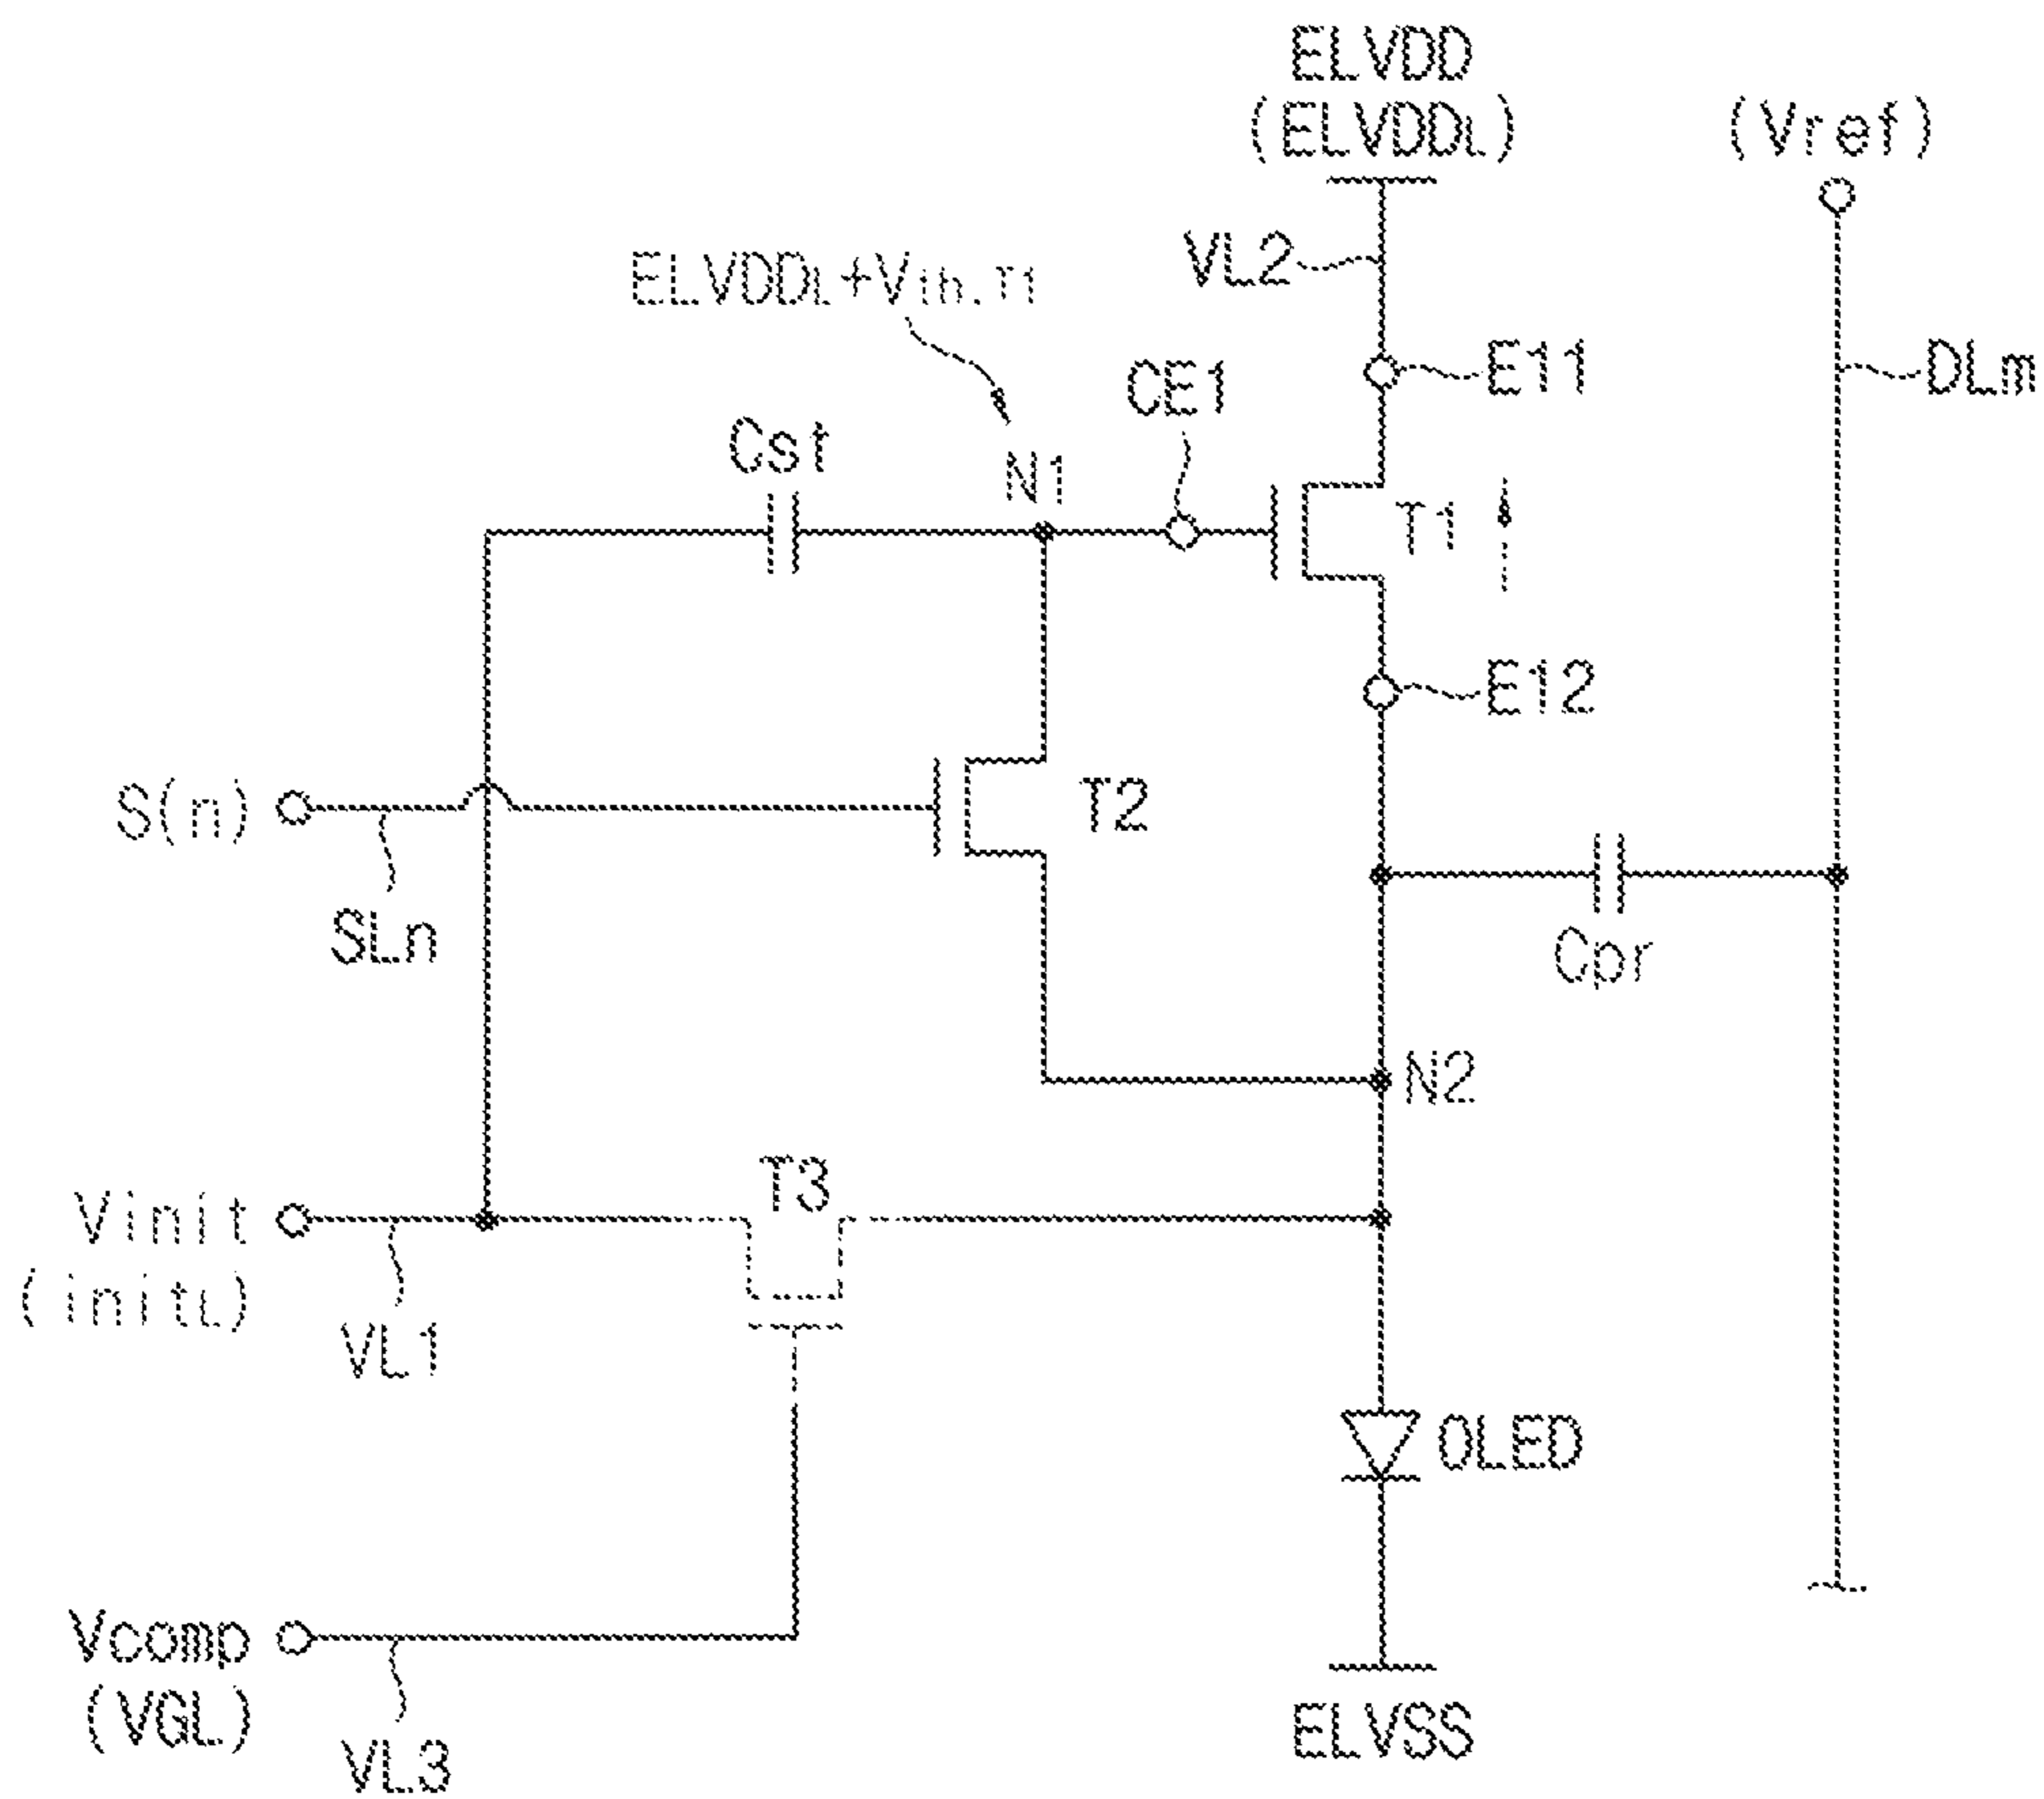 ELVDD
(ELVDDL)
(Vref)
VL2
ELVDDL+Vth.T1
E11
DLm
CE1
Cst
N1
T1
E12
S(n)
T2
SLn
Cpr
N2
T3
Vinit
(initL)
VL1
OLED
Vcomp
(VGL)
VL3
ELVSS